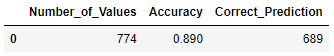 Number_of_Values Accuracy Correct_Prediction
0 774 0.890 689